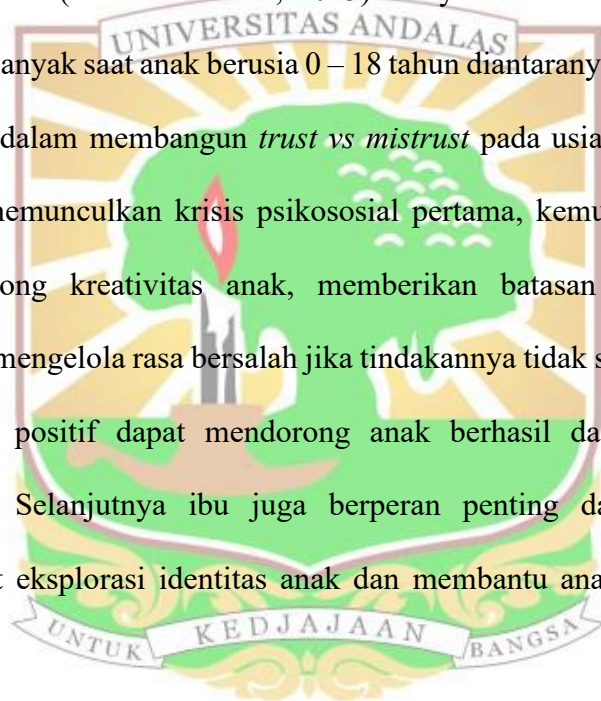 UNIVERSITAS ANDALAS
anyak saat anak berusia 0 – 18 tahun diantarany
dalam membangun trust vs mistrust pada usia
nemunculkan krisis psikososial pertama, kemu
ong kreativitas anak, memberikan batasan
mengelola rasa bersalah jika tindakannya tidak s
positif dapat mendorong anak berhasil da
Selanjutnya ibu juga berperan penting da
t eksplorasi identitas anak dan membantu ana
UNTUK KEDJAJAAN BANGSA